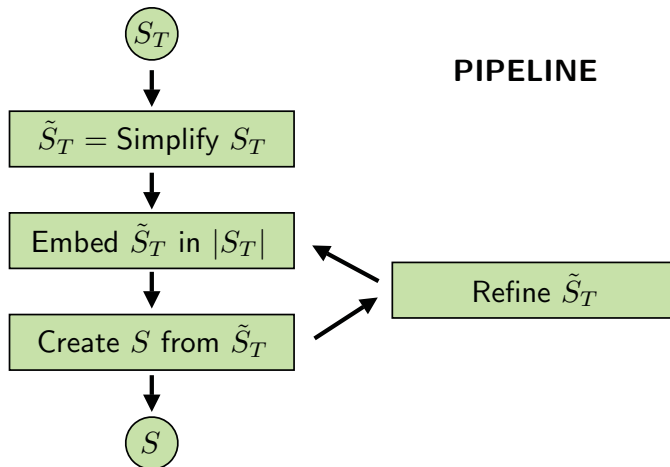 S_T
PIPELINE
S̃_T = Simplify S_T
Embed S̃_T in |S_T|
Refine S̃_T
Create S from S̃_T
S